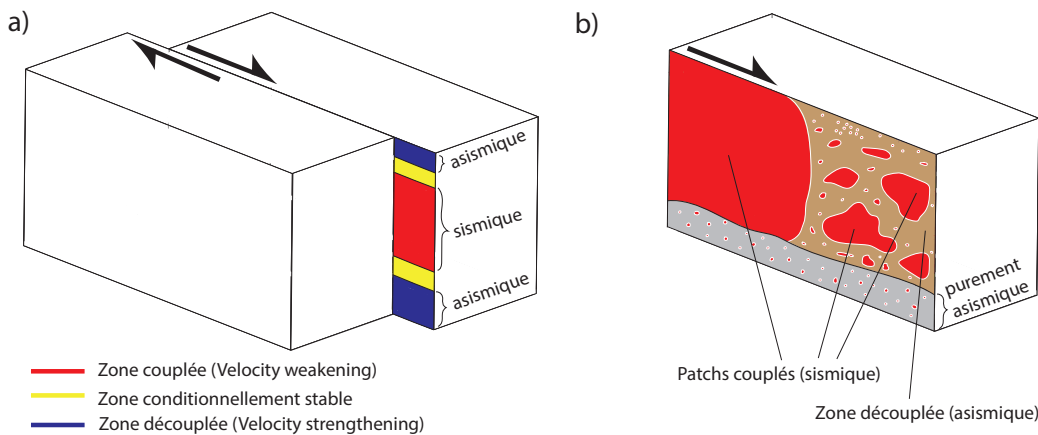 a)
asismique
sismique
asismique
Zone couplée (Velocity weakening)
Zone conditionnellement stable
Zone découplée (Velocity strengthening)
b)
purement
asismique
Patchs couplés (sismique)
Zone découplée (asismique)